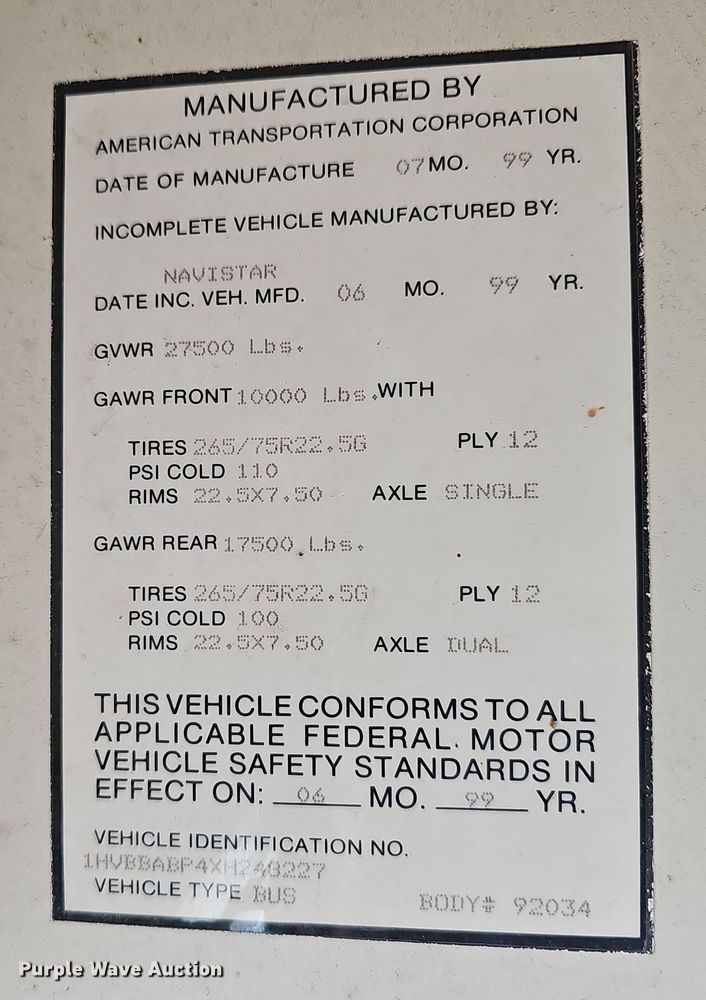 MANUFACTURED BY
AMERICAN TRANSPORTATION CORPORATION
DATE OF MANUFACTURE 07 MO. 99 YR.
INCOMPLETE VEHICLE MANUFACTURED BY:
NAVISTAR
DATE INC. VEH. MFD. 06 MO. 99 YR.
GVWR 27500 Lbs.
GAWR FRONT 10000 Lbs. WITH
TIRES 265/75R22.5G PLY 12
PSI COLD 110
RIMS 22.5X7.50 AXLE SINGLE
GAWR REAR 17500 Lbs.
TIRES 265/75R22.5G PLY 12
PSI COLD 100
RIMS 22.5X7.50 AXLE DUAL
THIS VEHICLE CONFORMS TO ALL
APPLICABLE FEDERAL MOTOR
VEHICLE SAFETY STANDARDS IN
EFFECT ON: 06 MO. 99 YR.
VEHICLE IDENTIFICATION NO.
1HVBBABP4XH248227
VEHICLE TYPE BUS BODY# 92034
Purple Wave Auction